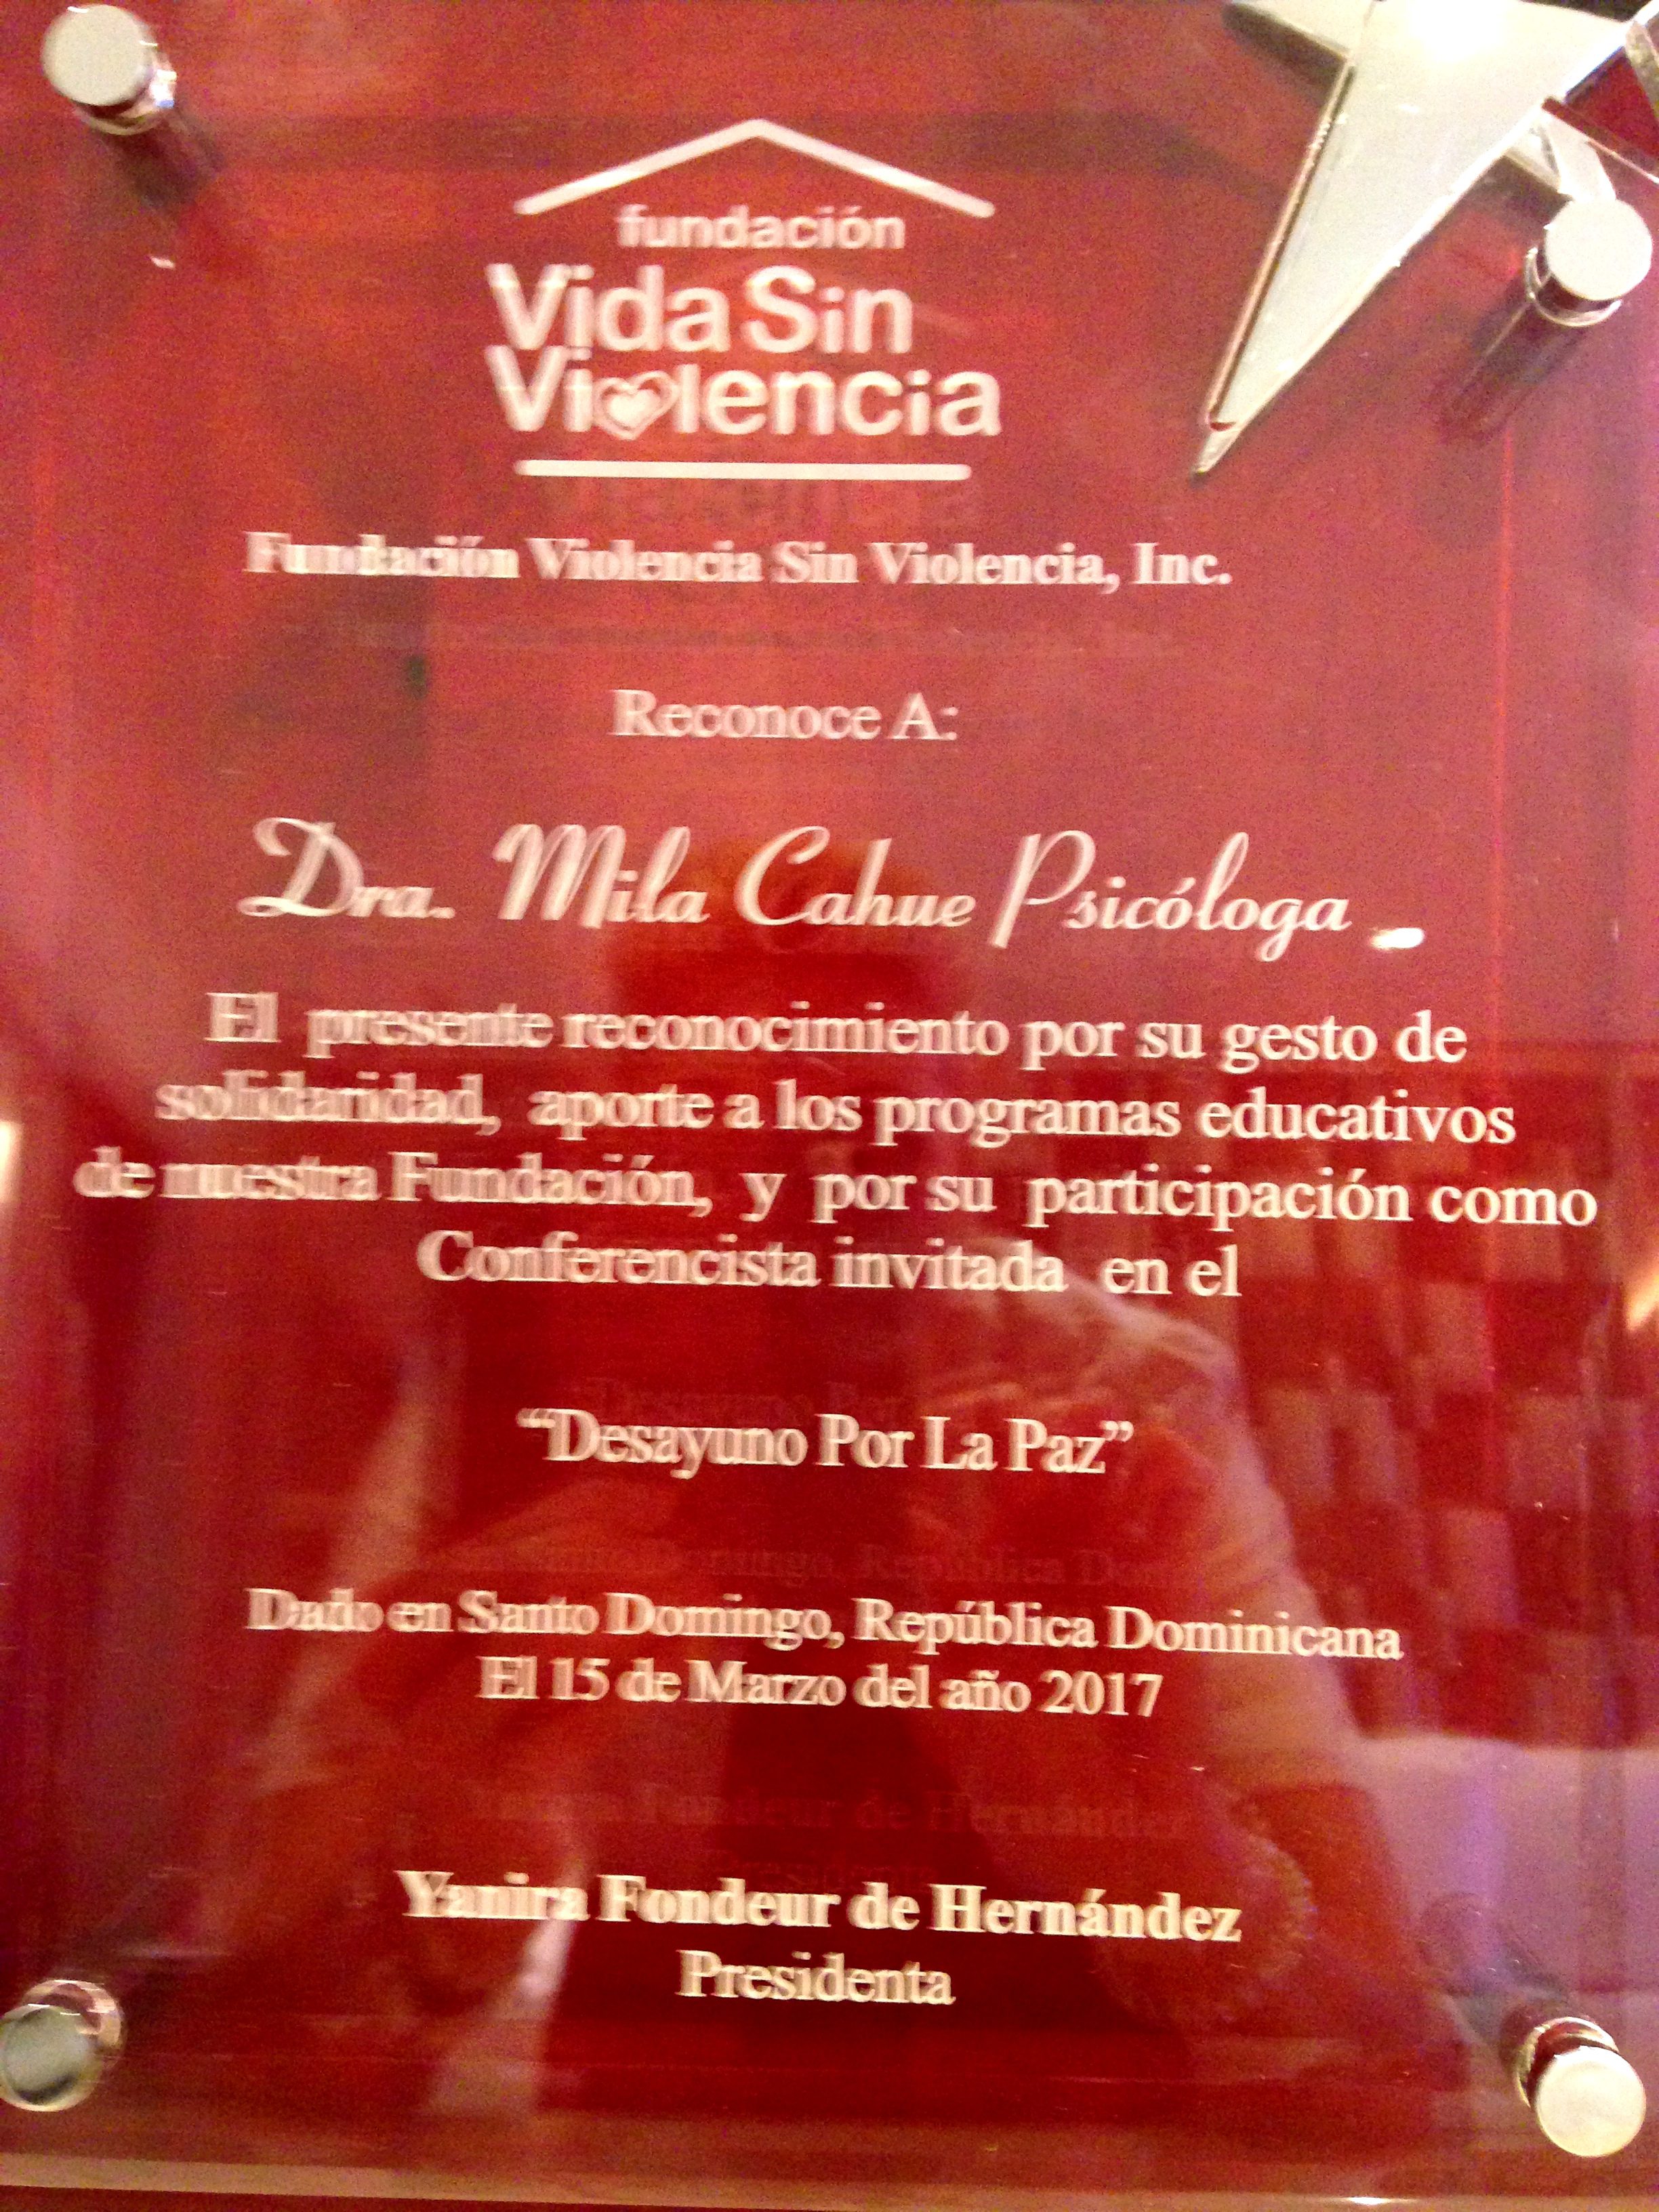 fundación
Vida Sin
Violencia
Fundación Violencia Sin Violencia, Inc.
Reconoce A:
Dra. Mila Cahue Psicóloga
El presente reconocimiento por su gesto de
solidaridad, aporte a los programas educativos
de nuestra Fundación, y por su participación como
Conferencista invitada en el
“Desayuno Por La Paz”
Dado en Santo Domingo, República Dominicana
El 15 de Marzo del año 2017
Yanira Fondeur de Hernández
Presidenta